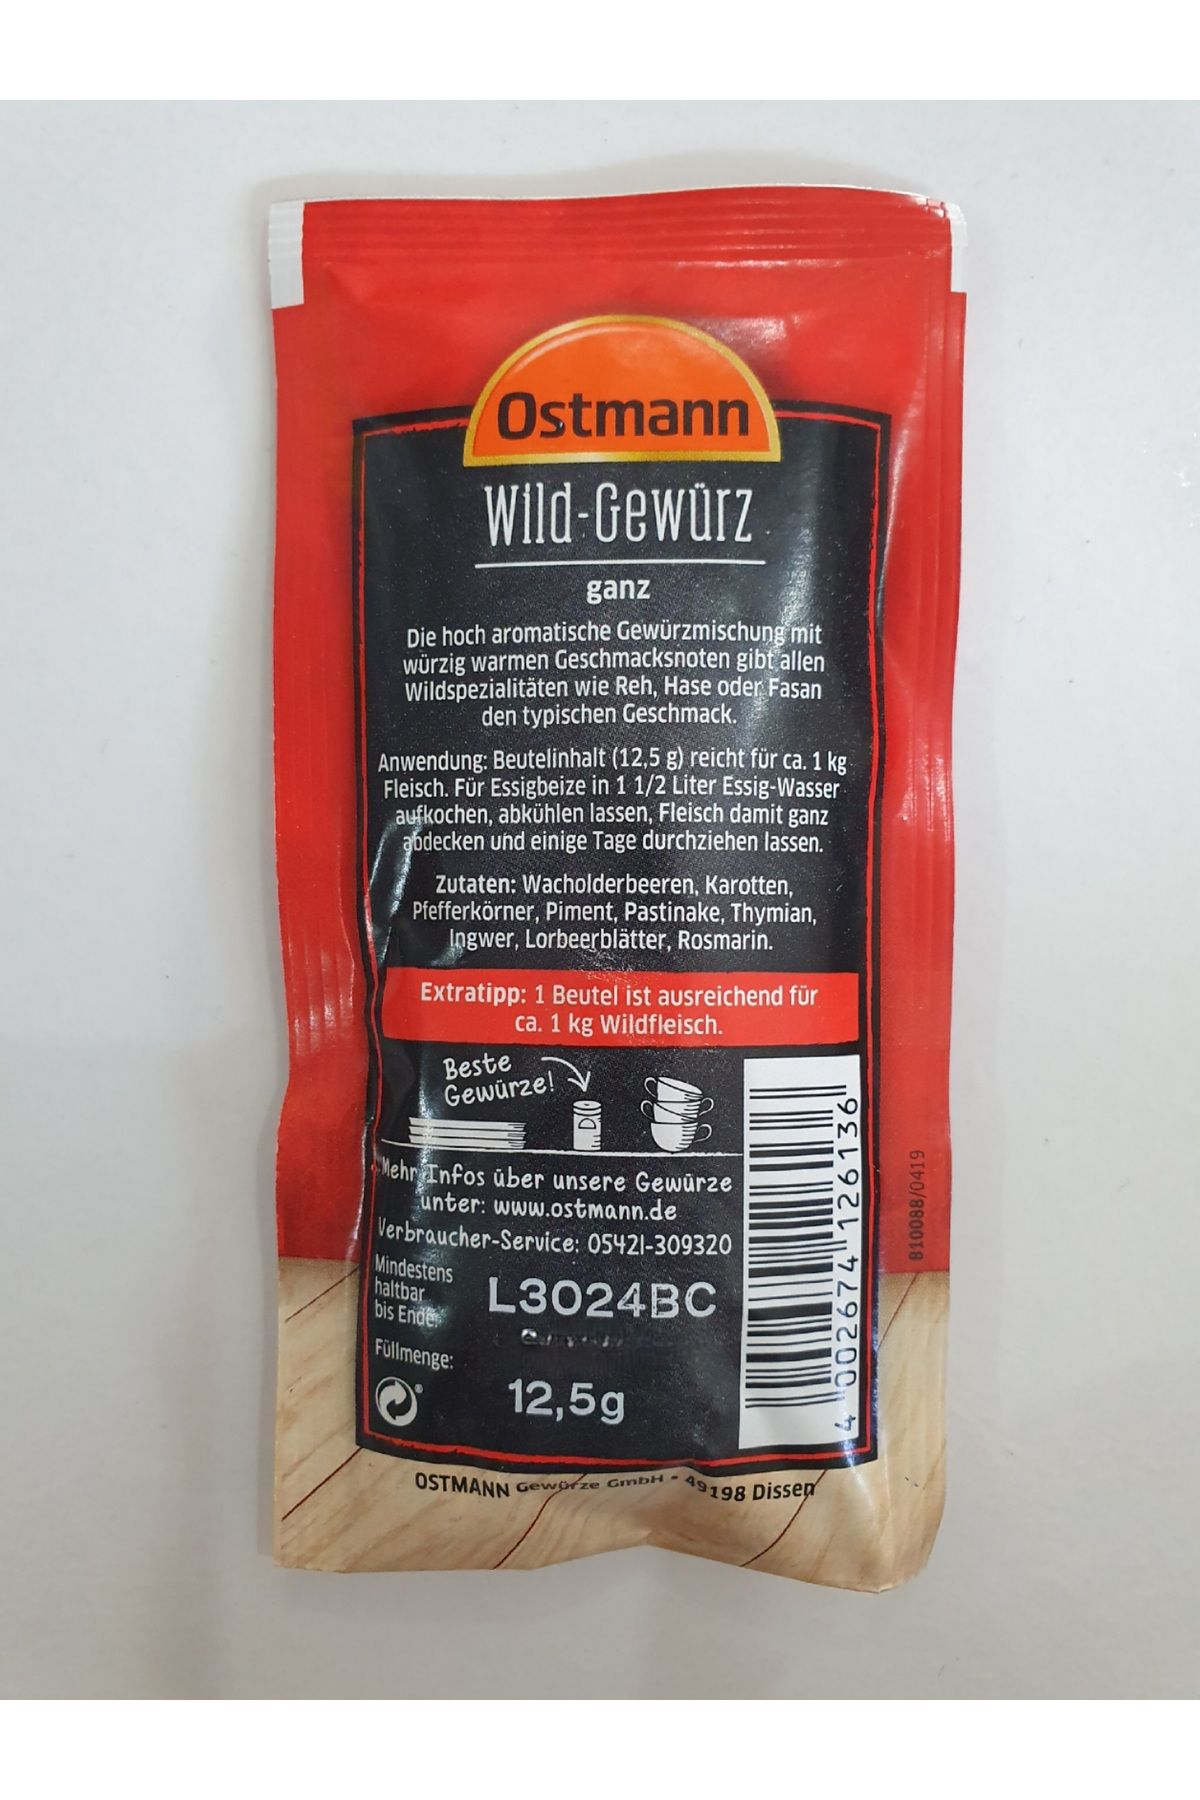 Ostmann
Wild-Gewürz
ganz
Die hoch aromatische Gewürzmischung mit
würzig warmen Geschmacksnoten gibt allen
Wildspezialitäten wie Reh, Hase oder Fasan
den typischen Geschmack.
Anwendung: Beutelinhalt (12,5 g) reicht für ca. 1 kg
Fleisch. Für Essigbeize in 1 1/2 Liter Essig-Wasser
aufkochen, abkühlen lassen, Fleisch damit ganz
abdecken und einige Tage durchziehen lassen.
Zutaten: Wacholderbeeren, Karotten,
Pfefferkörner, Piment, Pastinake, Thymian,
Ingwer, Lorbeerblätter, Rosmarin.
Extratipp: 1 Beutel ist ausreichend für
ca. 1 kg Wildfleisch.
Beste
Gewürze!
Mehr Infos über unsere Gewürze
unter: www.ostmann.de
Verbraucher-Service: 05421-309320
Mindestens
haltbar
bis Ende:
L3024BC
Füllmenge:
12,5g
4 002674 126136
810088/0419
OSTMANN Gewürze GmbH • 49198 Dissen